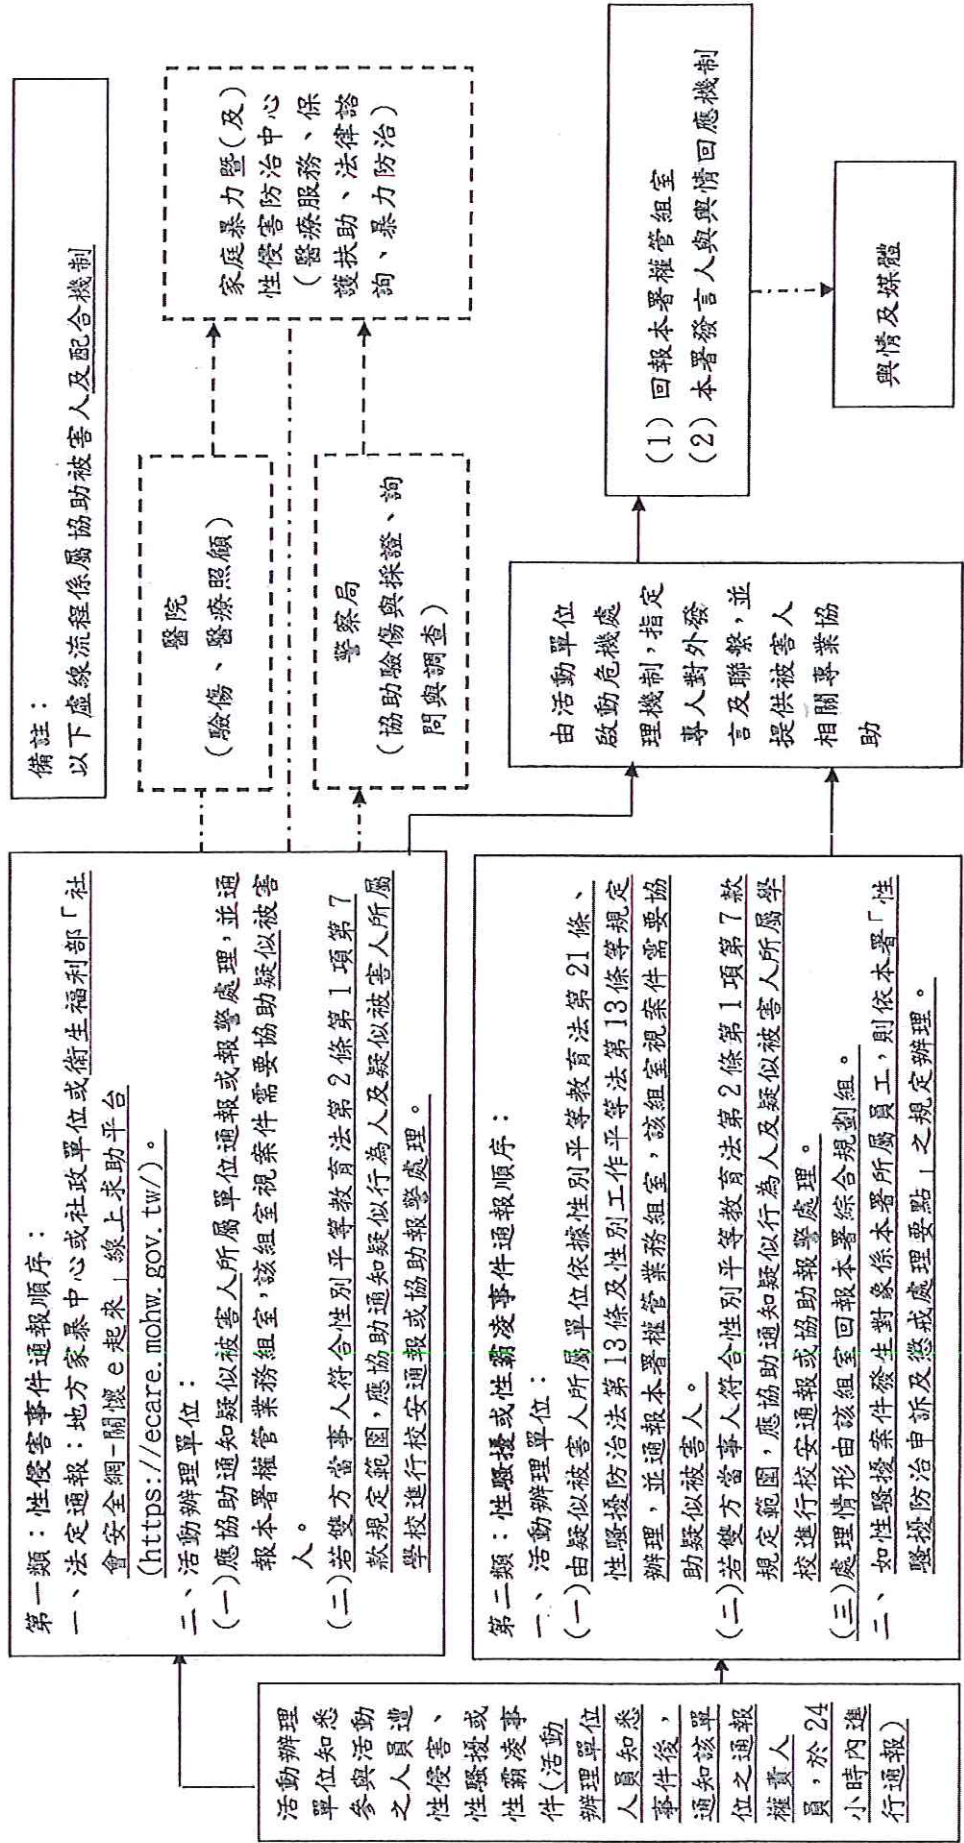 備註：
以下虛線流程係屬協助被害人及配合機制
活動辦理
單位知悉
參與活動
之人員遭
性侵害、
性騷擾或
性霸凌事
件(活動
辦理單位
人員知悉
事件後，
通知該單
位之通報
權責人
員，於 24
小時內進
行通報)
第一類：性侵害事件通報順序：
一、法定通報：地方家暴中心或社政單位或衛生福利部「社
會安全網-關懷 e 起來」線上求助平台
(https://ecare.mohw.gov.tw/)。
二、活動辦理單位：
(一)應協助通知疑似被害人所屬單位通報或報警處理，並通
報本署權管業務組室，該組室視案件需要協助疑似被害
人。
(二)若雙方當事人符合性別平等教育法第 2 條第 1 項第 7
款規定範圍，應協助通知疑似行為人及疑似被害人所屬
學校進行校安通報或協助報警處理。
第二類：性騷擾或性霸凌事件通報順序：
一、活動辦理單位：
(一)由疑似被害人所屬單位依據性別平等教育法第 21 條、
性騷擾防治法第 13 條及性別工作平等法第 13 條等規定
辦理，並通報本署權管業務組室，該組室視案件需要協
助疑似被害人。
(二)若雙方當事人符合性別平等教育法第 2 條第 1 項第 7 款
規定範圍，應協助通知疑似行為人及疑似被害人所屬學
校進行校安通報或協助報警處理。
(三)處理情形由該組室回報本署綜合規劃組。
二、如性騷擾案件發生對象係本署所屬員工，則依本署「性
騷擾防治申訴及懲戒處理要點」之規定辦理。
醫院
(驗傷、醫療照顧)
警察局
(協助驗傷與採證、詢
問與調查)
家庭暴力暨(及)
性侵害防治中心
(醫療服務、保
護扶助、法律諮
詢、暴力防治)
由活動單位
啟動危機處
理機制，指定
專人對外發
言及聯繫，並
提供被害人
相關專業協
助
(1) 回報本署權管組室
(2) 本署發言人與輿情回應機制
輿情及媒體